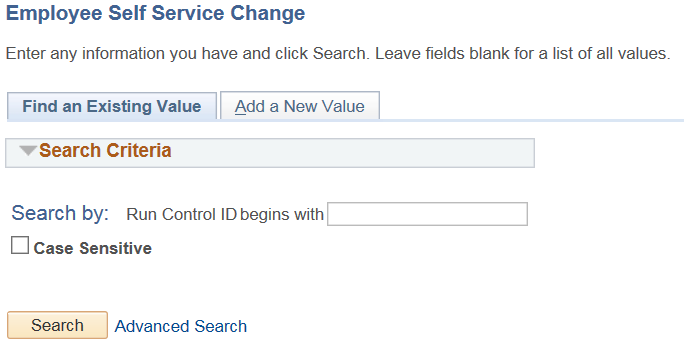 Employee Self Service Change
Enter any information you have and click Search. Leave fields blank for a list of all values.
Find an Existing Value Add a New Value
Search Criteria
Search by: Run Control ID begins with
Case Sensitive
Search Advanced Search